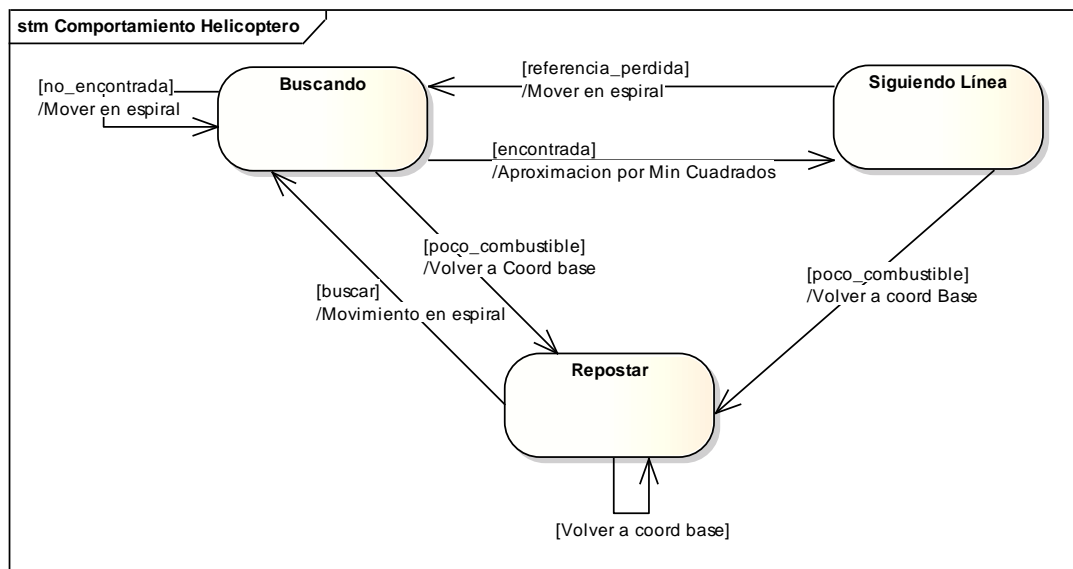 stm Comportamiento Helicoptero
[no_encontrada]
/Mover en espiral
Buscando
[referencia_perdida]
/Mover en espiral
Siguiendo Línea
[encontrada]
/Aproximacion por Min Cuadrados
[poco_combustible]
/Volver a Coord base
[poco_combustible]
/Volver a coord Base
[buscar]
/Movimiento en espiral
Repostar
[Volver a coord base]